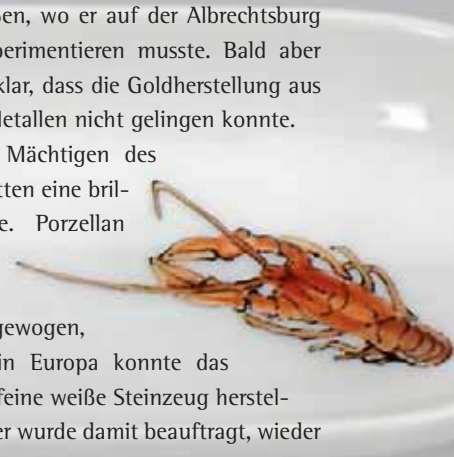 ßen, wo er auf der Albrechtsburg
perimentieren musste. Bald aber
klar, dass die Goldherstellung aus
Metallen nicht gelingen konnte.
Mächtigen des
tten eine bril-
e. Porzellan
gewogen,
in Europa konnte das
feine weiße Steinzeug herstel-
er wurde damit beauftragt, wieder